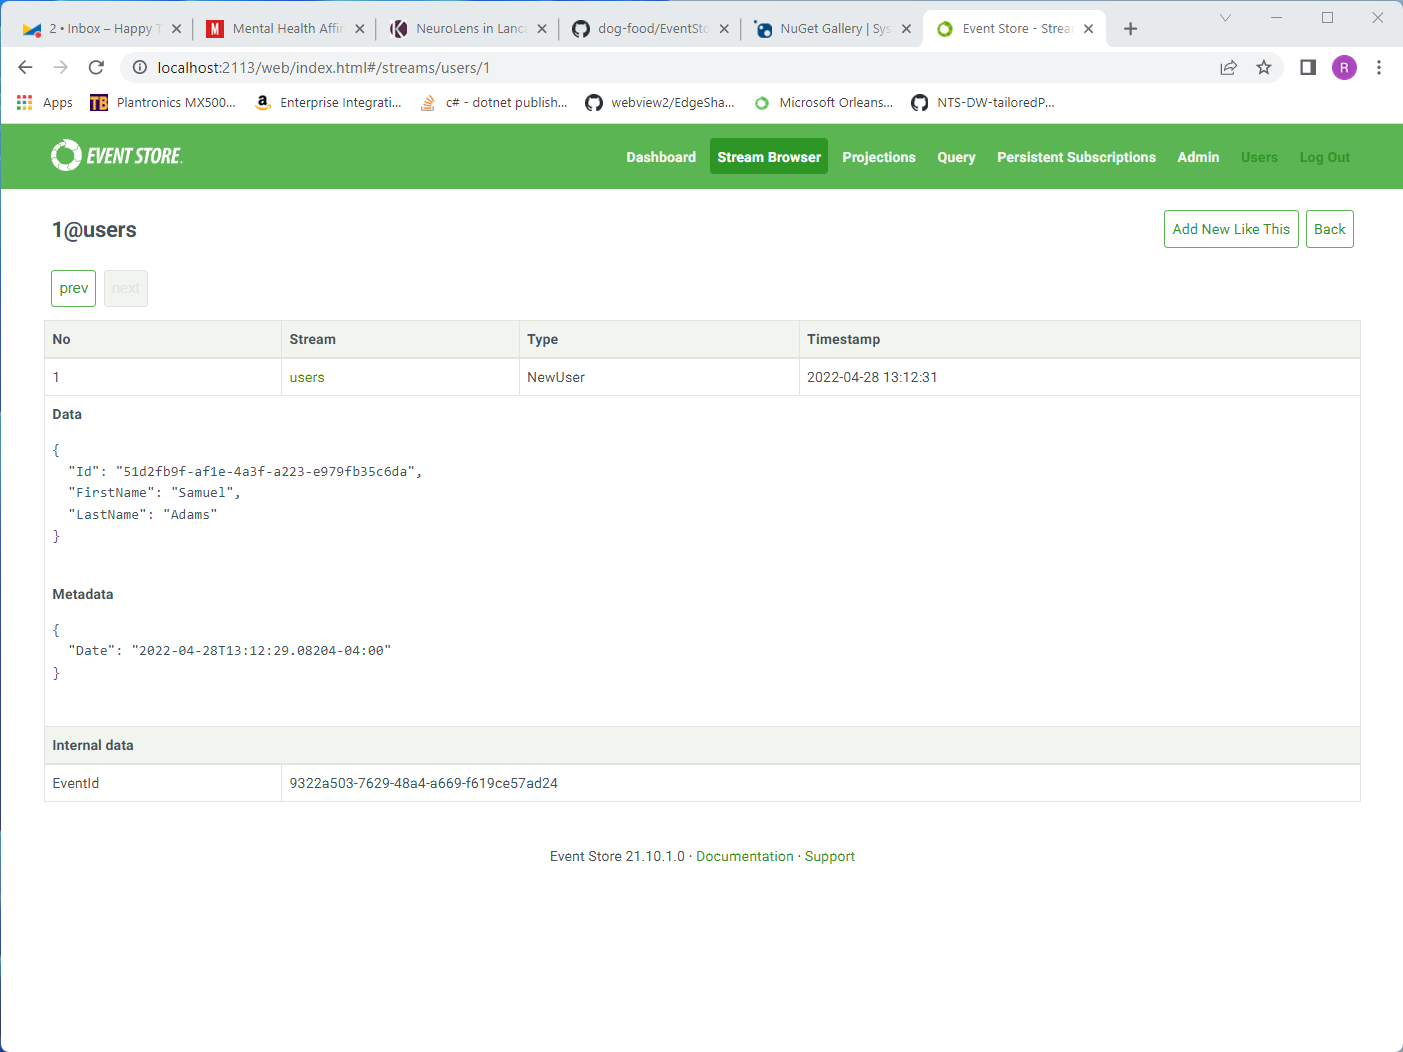 2 • Inbox – Happy T
Mental Health Affir
NeuroLens in Lanca
dog-food/EventSto
NuGet Gallery | Sys
Event Store - Strea
localhost:2113/web/index.html#/streams/users/1
R
Apps
TB
Plantronics MX500...
Enterprise Integrati...
c# - dotnet publish...
webview2/EdgeSha...
Microsoft Orleans...
NTS-DW-tailoredP...
EVENT STORE.
Dashboard
Stream Browser
Projections
Query
Persistent Subscriptions
Admin
Users
Log Out
1@users
Add New Like This
Back
prev
next
No Stream Type Timestamp
1 users NewUser 2022-04-28 13:12:31
Data
{
"Id": "51d2fb9f-af1e-4a3f-a223-e979fb35c6da",
"FirstName": "Samuel",
"LastName": "Adams"
}
Metadata
{
"Date": "2022-04-28T13:12:29.08204-04:00"
}
Internal data
EventId 9322a503-7629-48a4-a669-f619ce57ad24
Event Store 21.10.1.0 · Documentation · Support